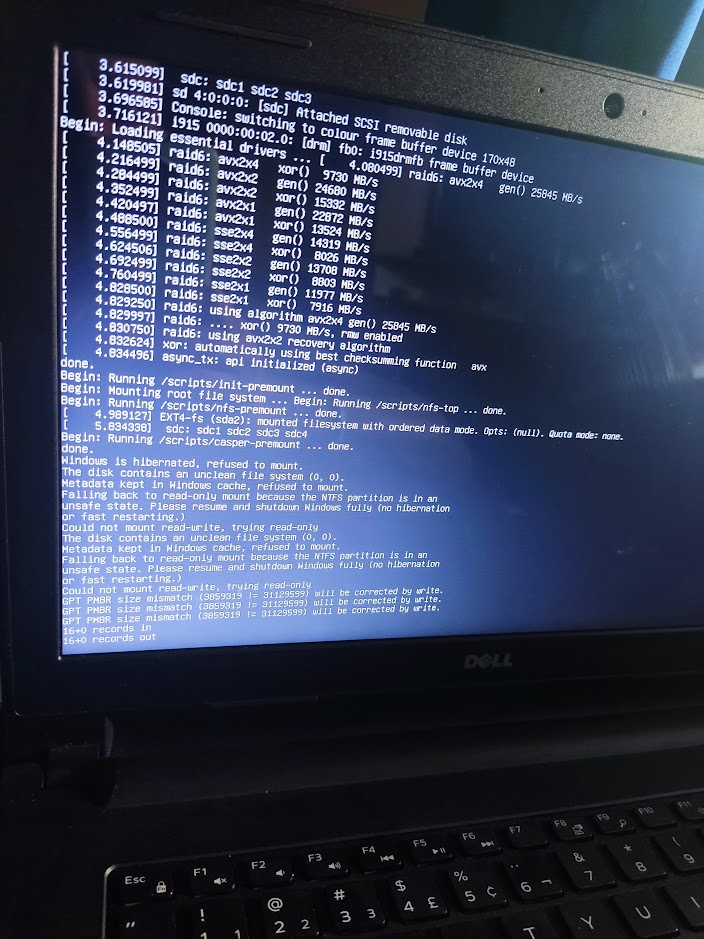 [    3.615099]  sdc: sdc1 sdc2 sdc3
[    3.619981] sd 4:0:0:0: [sdc] Attached SCSI removable disk
[    3.696585] Console: switching to colour frame buffer device 170x48
[    3.716121] i915 0000:00:02.0: [drm] fb0: i915drmfb frame buffer device
Begin: Loading essential drivers ... [    4.080499] raid6: avx2x4   gen() 25845 MB/s
[    4.148505] raid6: avx2x4   xor()  9730 MB/s
[    4.216499] raid6: avx2x2   gen() 24680 MB/s
[    4.284499] raid6: avx2x2   xor() 15332 MB/s
[    4.352499] raid6: avx2x1   gen() 22872 MB/s
[    4.420497] raid6: avx2x1   xor() 13524 MB/s
[    4.488500] raid6: sse2x4   gen() 14319 MB/s
[    4.556499] raid6: sse2x4   xor()  8026 MB/s
[    4.624506] raid6: sse2x2   gen() 13708 MB/s
[    4.692499] raid6: sse2x2   xor()  8803 MB/s
[    4.760499] raid6: sse2x1   gen() 11977 MB/s
[    4.828500] raid6: sse2x1   xor()  7916 MB/s
[    4.829250] raid6: using algorithm avx2x4 gen() 25845 MB/s
[    4.829997] raid6: .... xor() 9730 MB/s, rmw enabled
[    4.830750] raid6: using avx2x2 recovery algorithm
[    4.832624] xor: automatically using best checksumming function   avx
[    4.834496] async_tx: api initialized (async)
done.
Begin: Running /scripts/init-premount ... done.
Begin: Mounting root file system ... Begin: Running /scripts/nfs-top ... done.
Begin: Running /scripts/nfs-premount ... done.
[    4.989127] EXT4-fs (sda2): mounted filesystem with ordered data mode. Opts: (null). Quota mode: none.
[    5.834338]  sdc: sdc1 sdc2 sdc3 sdc4
Begin: Running /scripts/casper-premount ... done.
done.
Windows is hibernated, refused to mount.
The disk contains an unclean file system (0, 0).
Metadata kept in Windows cache, refused to mount.
Falling back to read-only mount because the NTFS partition is in an
unsafe state. Please resume and shutdown Windows fully (no hibernation
or fast restarting.)
Could not mount read-write, trying read-only
The disk contains an unclean file system (0, 0).
Metadata kept in Windows cache, refused to mount.
Falling back to read-only mount because the NTFS partition is in an
unsafe state. Please resume and shutdown Windows fully (no hibernation
or fast restarting.)
Could not mount read-write, trying read-only
GPT PMBR size mismatch (3859319 != 31129599) will be corrected by write.
GPT PMBR size mismatch (3859319 != 31129599) will be corrected by write.
GPT PMBR size mismatch (3859319 != 31129599) will be corrected by write.
16+0 records in
16+0 records out
DELL
Esc F1 F2 F3 F4 F5 F6 F7 F8 F9 F10 F11
! 1 1 @ 2 2 # 3 3 $ 4 £ % 5 ¢ 6 ¬ & 7 * 8 ( 9
T Y U I